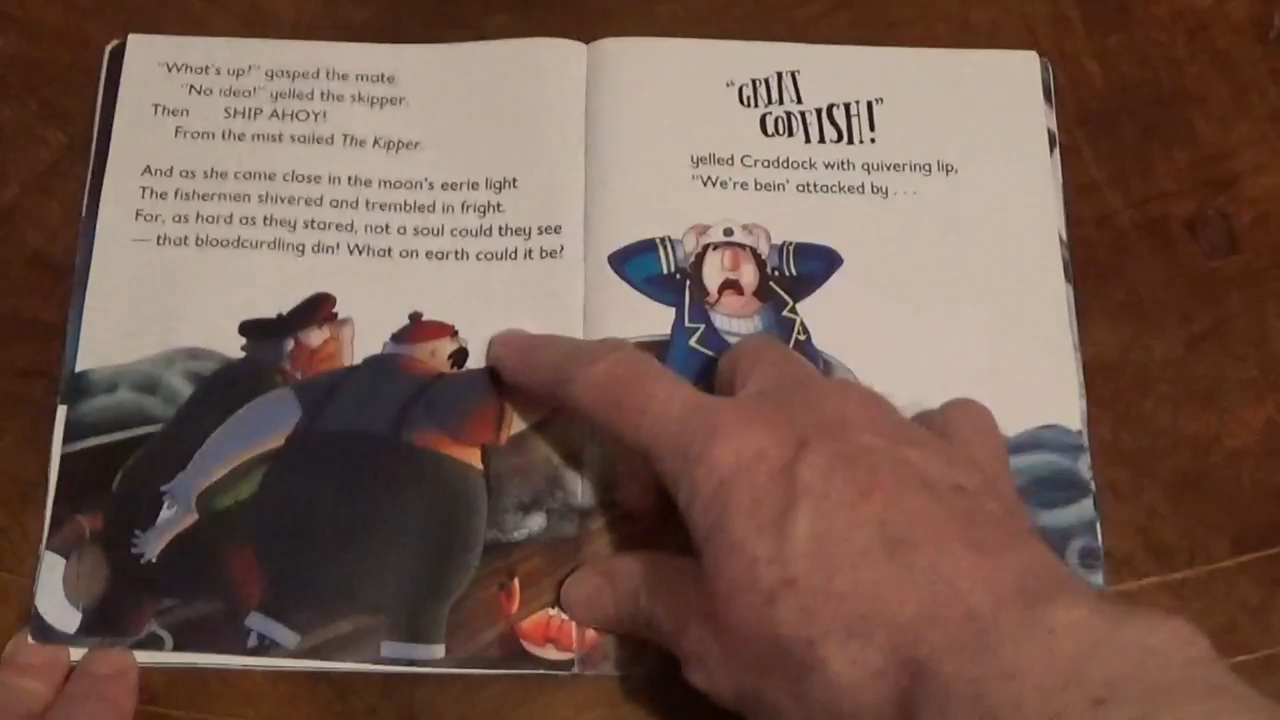 "What's up?" gasped the mate
"No idea!" yelled the skipper.
Then SHIP AHOY!
From the mist sailed The Kipper.
And as she came close in the moon's eerie light
The fishermen shivered and trembled in fright.
For, as hard as they stared, not a soul could they see
— that bloodcurdling din! What on earth could it be?
"GREAT
CODFISH!"
yelled Craddock with quivering lip,
"We're bein' attacked by . . .